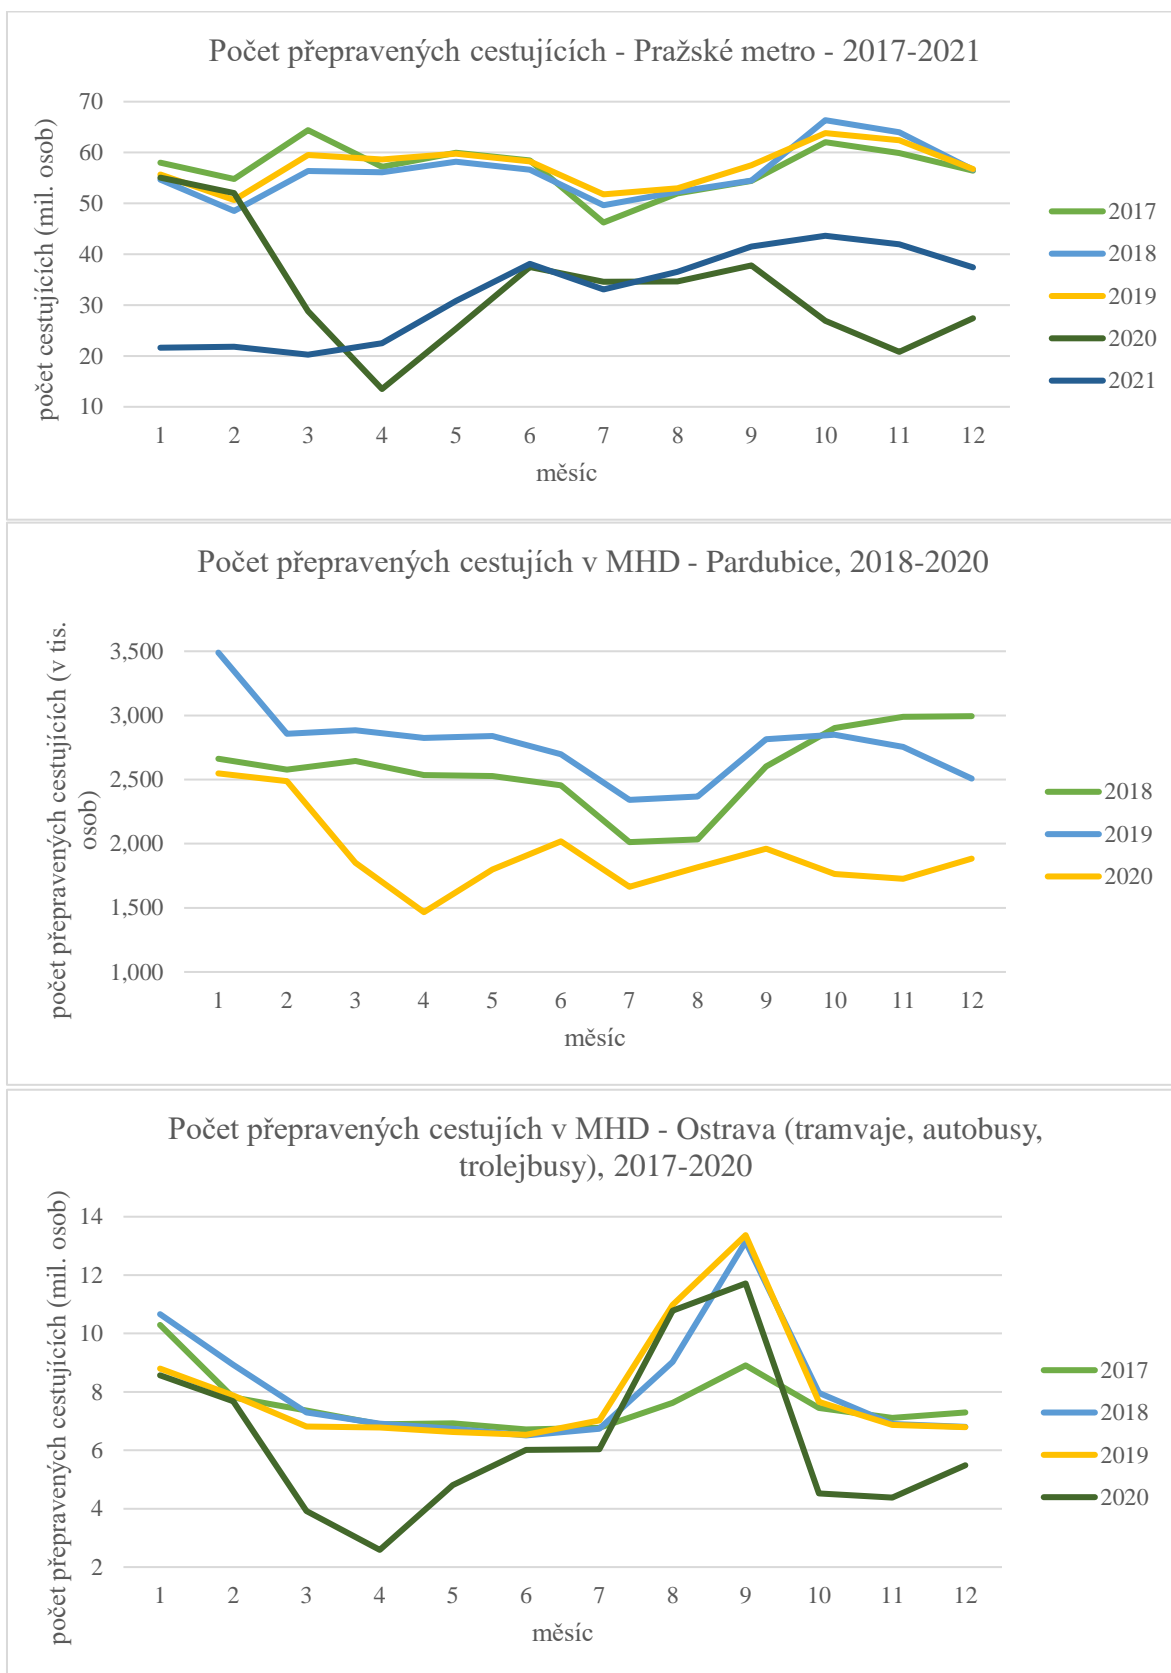 Počet přepravených cestujících - Pražské metro - 2017-2021
počet cestujících (mil. osob)
70
60
50
40
30
20
10
1 2 3 4 5 6 7 8 9 10 11 12
měsíc
2017
2018
2019
2020
2021
Počet přepravených cestujích v MHD - Pardubice, 2018-2020
počet přepravených cestujících (v tis.
osob)
3,500
3,000
2,500
2,000
1,500
1,000
1 2 3 4 5 6 7 8 9 10 11 12
měsíc
2018
2019
2020
Počet přepravených cestujích v MHD - Ostrava (tramvaje, autobusy,
trolejbusy), 2017-2020
počet přepravených cestujících (mil. osob)
14
12
10
8
6
4
2
1 2 3 4 5 6 7 8 9 10 11 12
měsíc
2017
2018
2019
2020